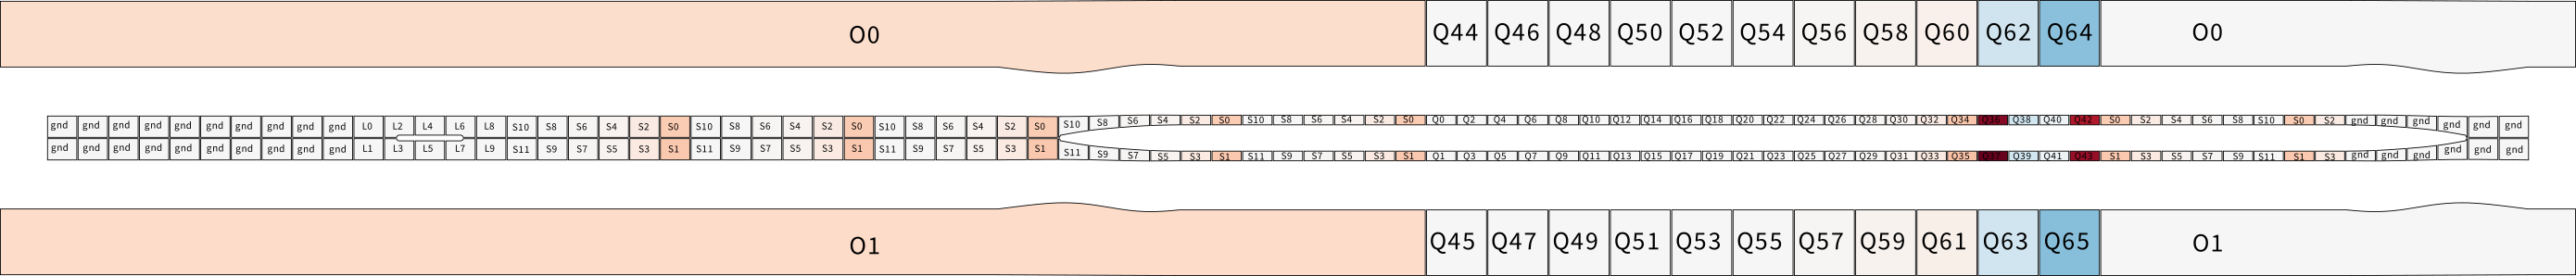 O0 Q44 Q46 Q48 Q50 Q52 Q54 Q56 Q58 Q60 Q62 Q64 O0
gnd gnd gnd gnd gnd gnd gnd gnd gnd gnd L0 L2 L4 L6 L8 S10 S8 S6 S4 S2 S0 S10 S8 S6 S4 S2 S0 S10 S8 S6 S4 S2 S0 S10 S8 S6 S4 S2 S0 S10 S8 S6 S4 S2 S0 Q0 Q2 Q4 Q6 Q8 Q10 Q12 Q14 Q16 Q18 Q20 Q22 Q24 Q26 Q28 Q30 Q32 Q34 Q36 Q38 Q40 Q42 S0 S2 S4 S6 S8 S10 S0 S2 gnd gnd gnd gnd gnd gnd
gnd gnd gnd gnd gnd gnd gnd gnd gnd gnd L1 L3 L5 L7 L9 S11 S9 S7 S5 S3 S1 S11 S9 S7 S5 S3 S1 S11 S9 S7 S5 S3 S1 S11 S9 S7 S5 S3 S1 S11 S9 S7 S5 S3 S1 Q1 Q3 Q5 Q7 Q9 Q11 Q13 Q15 Q17 Q19 Q21 Q23 Q25 Q27 Q29 Q31 Q33 Q35 Q37 Q39 Q41 Q43 S1 S3 S5 S7 S9 S11 S1 S3 gnd gnd gnd gnd gnd gnd
O1 Q45 Q47 Q49 Q51 Q53 Q55 Q57 Q59 Q61 Q63 Q65 O1